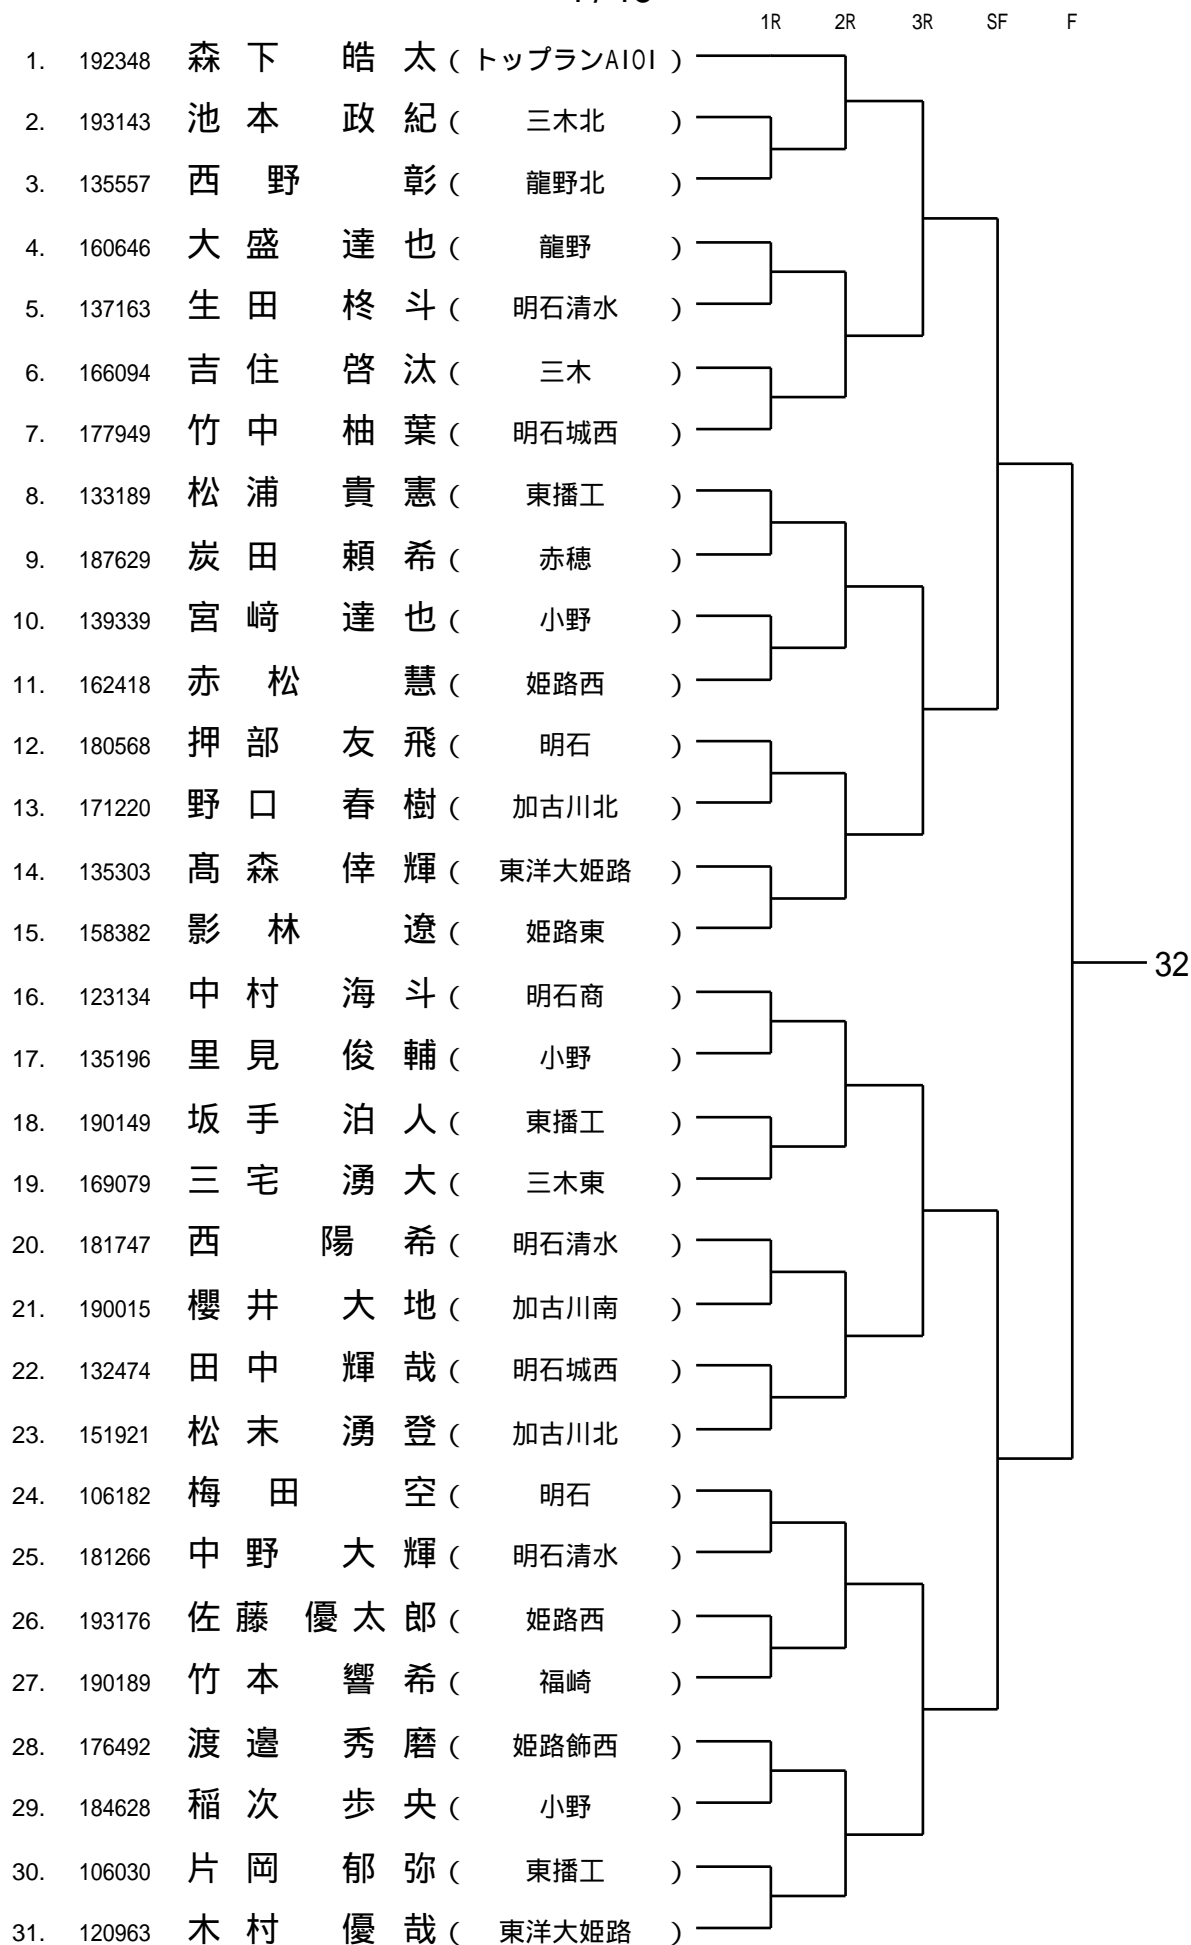 1R 2R 3R SF F
1. 192348 森下 皓太 ( トップランAIOI )
2. 193143 池本 政紀 ( 三木北 )
3. 135557 西野 彰 ( 龍野北 )
4. 160646 大盛 達也 ( 龍野 )
5. 137163 生田 柊斗 ( 明石清水 )
6. 166094 吉住 啓汰 ( 三木 )
7. 177949 竹中 柚葉 ( 明石城西 )
8. 133189 松浦 貴憲 ( 東播工 )
9. 187629 炭田 頼希 ( 赤穂 )
10. 139339 宮﨑 達也 ( 小野 )
11. 162418 赤松 慧 ( 姫路西 )
12. 180568 押部 友飛 ( 明石 )
13. 171220 野口 春樹 ( 加古川北 )
14. 135303 髙森 倖輝 ( 東洋大姫路 )
15. 158382 影林 遼 ( 姫路東 )
32
16. 123134 中村 海斗 ( 明石商 )
17. 135196 里見 俊輔 ( 小野 )
18. 190149 坂手 泊人 ( 東播工 )
19. 169079 三宅 湧大 ( 三木東 )
20. 181747 西 陽希 ( 明石清水 )
21. 190015 櫻井 大地 ( 加古川南 )
22. 132474 田中 輝哉 ( 明石城西 )
23. 151921 松末 湧登 ( 加古川北 )
24. 106182 梅田 空 ( 明石 )
25. 181266 中野 大輝 ( 明石清水 )
26. 193176 佐藤 優太郎 ( 姫路西 )
27. 190189 竹本 響希 ( 福崎 )
28. 176492 渡邉 秀磨 ( 姫路飾西 )
29. 184628 稲次 歩央 ( 小野 )
30. 106030 片岡 郁弥 ( 東播工 )
31. 120963 木村 優哉 ( 東洋大姫路 )